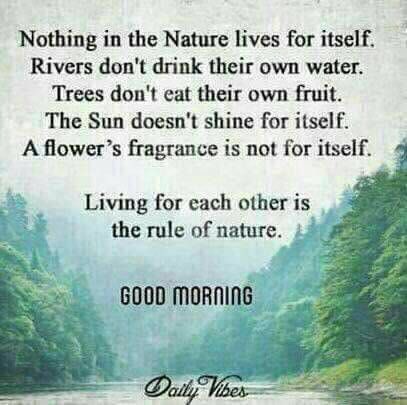 Nothing in the Nature lives for itself.
Rivers don't drink their own water.
Trees don't eat their own fruit.
The Sun doesn't shine for itself.
A flower's fragrance is not for itself.
Living for each other is
the rule of nature.
GOOD MORNING
Daily Vibes